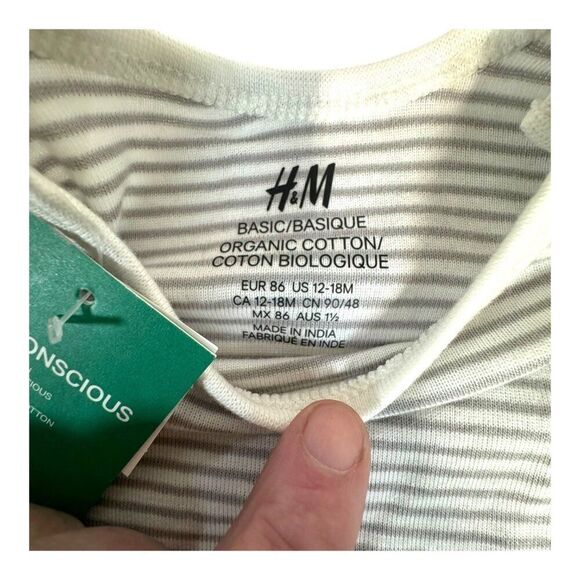 H&M
BASIC/BASIQUE
ORGANIC COTTON/
COTON BIOLOGIQUE
EUR 86 US 12-18M
CA 12-18M CN 90/48
MX 86 AUS 1½
MADE IN INDIA
FABRIQUÉ EN INDE
ONSCIOUS